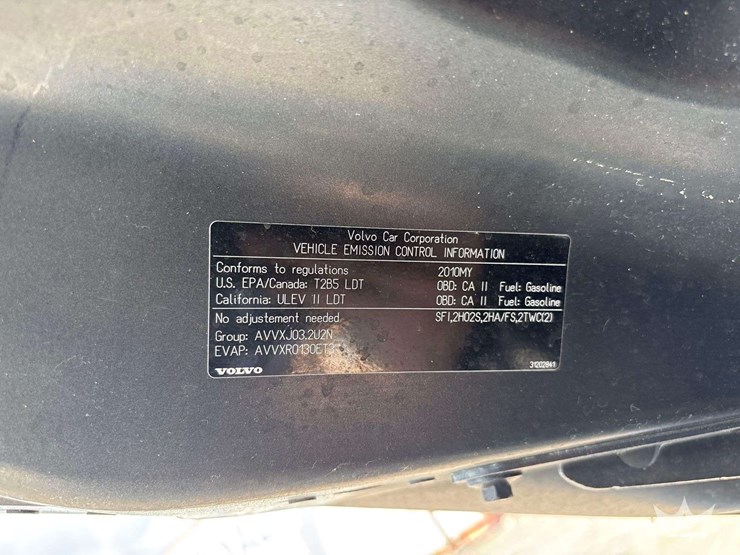 Volvo Car Corporation
VEHICLE EMISSION CONTROL INFORMATION
Conforms to regulations 2010MY
U.S. EPA/Canada: T2B5 LDT OBD: CA II Fuel: Gasoline
California: ULEV II LDT OBD: CA II Fuel: Gasoline
No adjustement needed SFI,2HO2S,2HA/FS,2TWC(2)
Group: AVVXJ03.2U2N
EVAP:
VOLVO 31202841